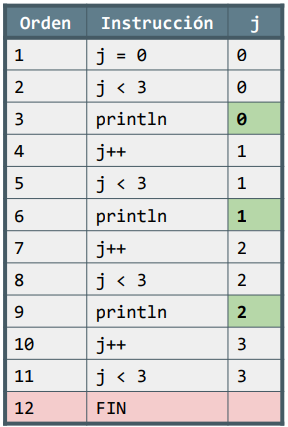 Orden Instrucción j
1 j = 0 0
2 j < 3 0
3 println 0
4 j++ 1
5 j < 3 1
6 println 1
7 j++ 2
8 j < 3 2
9 println 2
10 j++ 3
11 j < 3 3
12 FIN